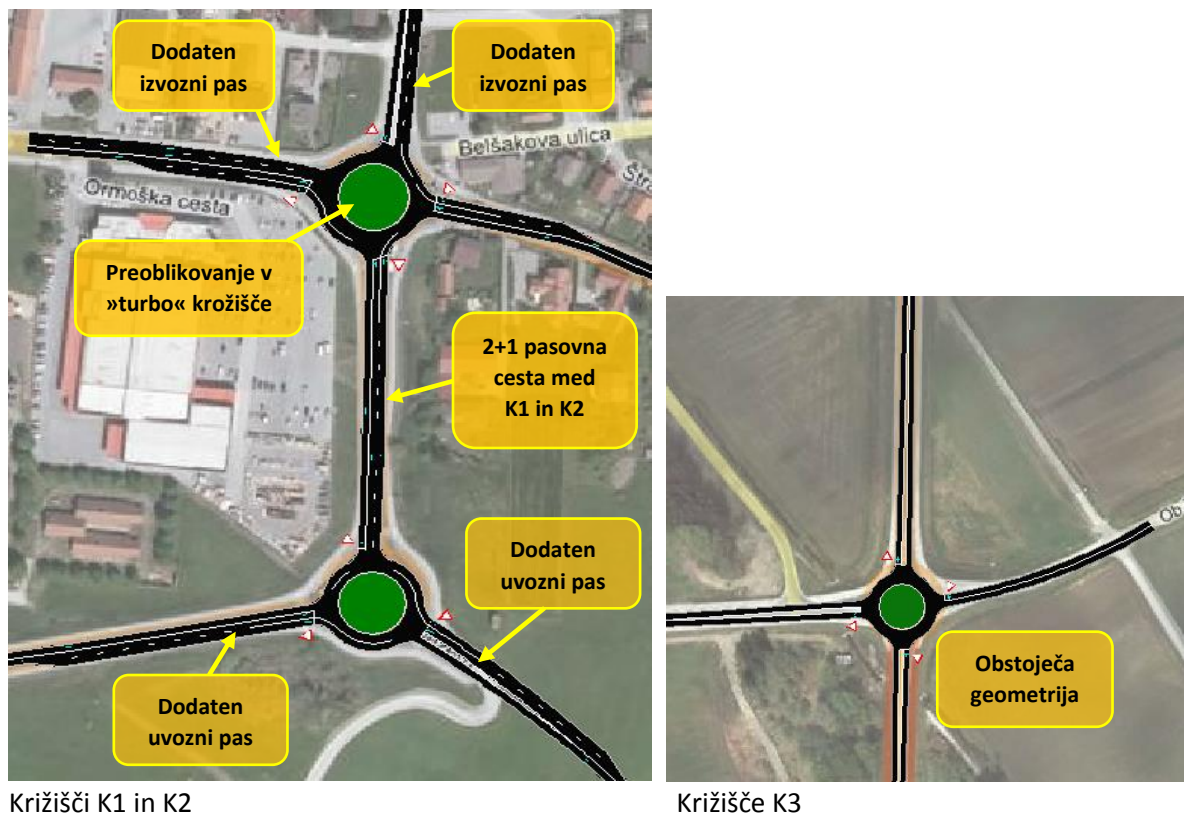 Dodaten
izvozni pas
Dodaten
izvozni pas
Belšakova ulica
Ormoška cesta
Preoblikovanje v
»turbo« krožišče
2+1 pasovna
cesta med
K1 in K2
Dodaten
uvozni pas
Dodaten
uvozni pas
Obstoječa
geometrija
Križišči K1 in K2
Križišče K3